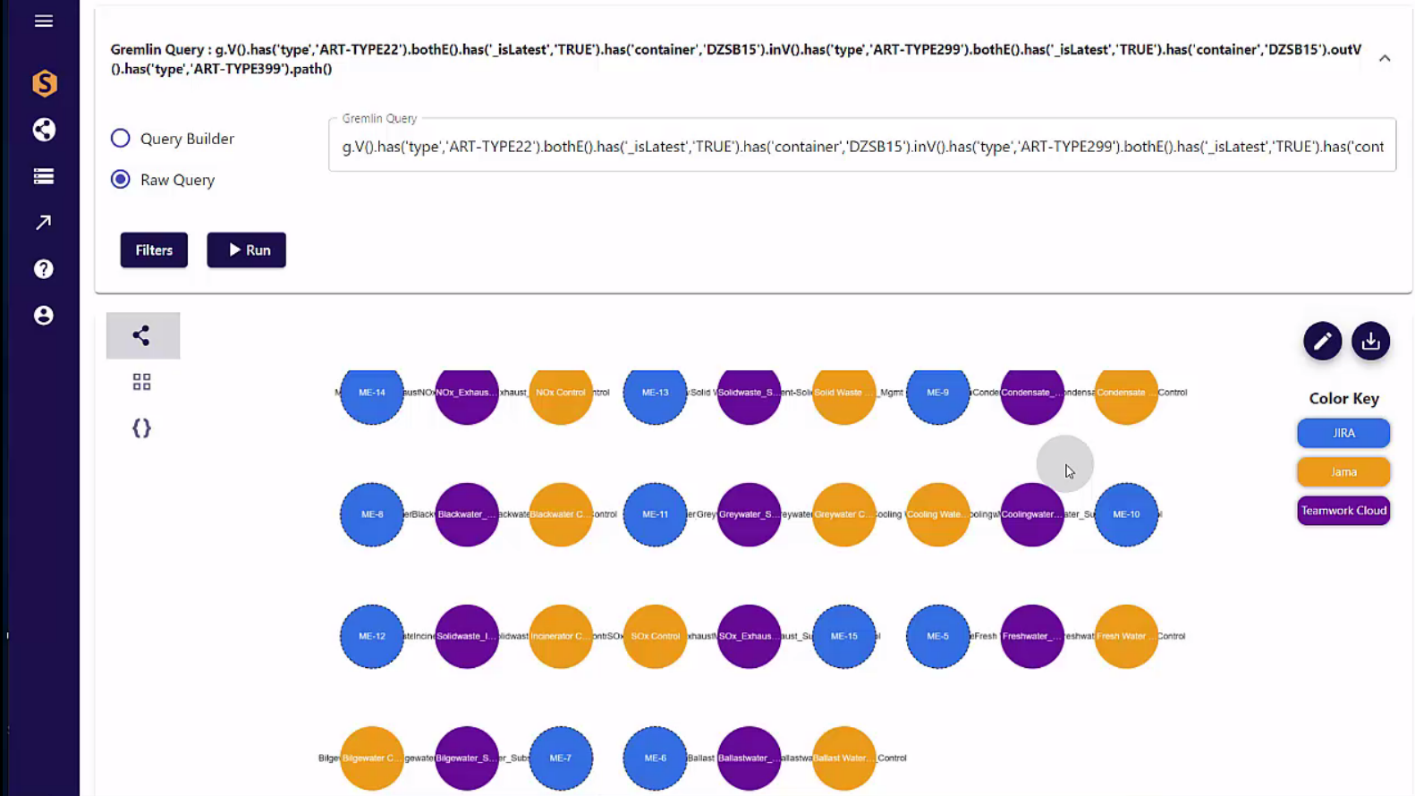 Gremlin Query : g.V().has('type','ART-TYPE22').bothE().has('_isLatest','TRUE').has('container','DZSB15').inV().has('type','ART-TYPE299').bothE().has('_isLatest','TRUE').has('container','DZSB15').outV
().has('type','ART-TYPE399').path()
Gremlin Query
Query Builder
g.V().has('type','ART-TYPE22').bothE().has('_isLatest','TRUE').has('container','DZSB15').inV().has('type','ART-TYPE299').bothE().has('_isLatest','TRUE').has('cont
Raw Query
Filters
Run
ME-14 NOx_Exhaus... NOx Control ME-13 Solidwaste_S... Solid Waste ... ME-9 Condensate_... Condensate ... Control
Color Key
JIRA
Jama
Teamwork Cloud
ME-8 Blackwater_... Blackwater C... ME-11 Greywater_S... Greywater C... Cooling Wate... Coolingwater... ME-10
ME-12 Solidwaste_I... Incinerator C... SOx Control SOx_Exhaus... ME-15 ME-5 Freshwater_... Fresh Water ... Control
Bilgewater C... Bilgewater_S... ME-7 ME-6 Ballastwater_... Ballast Water... _Control